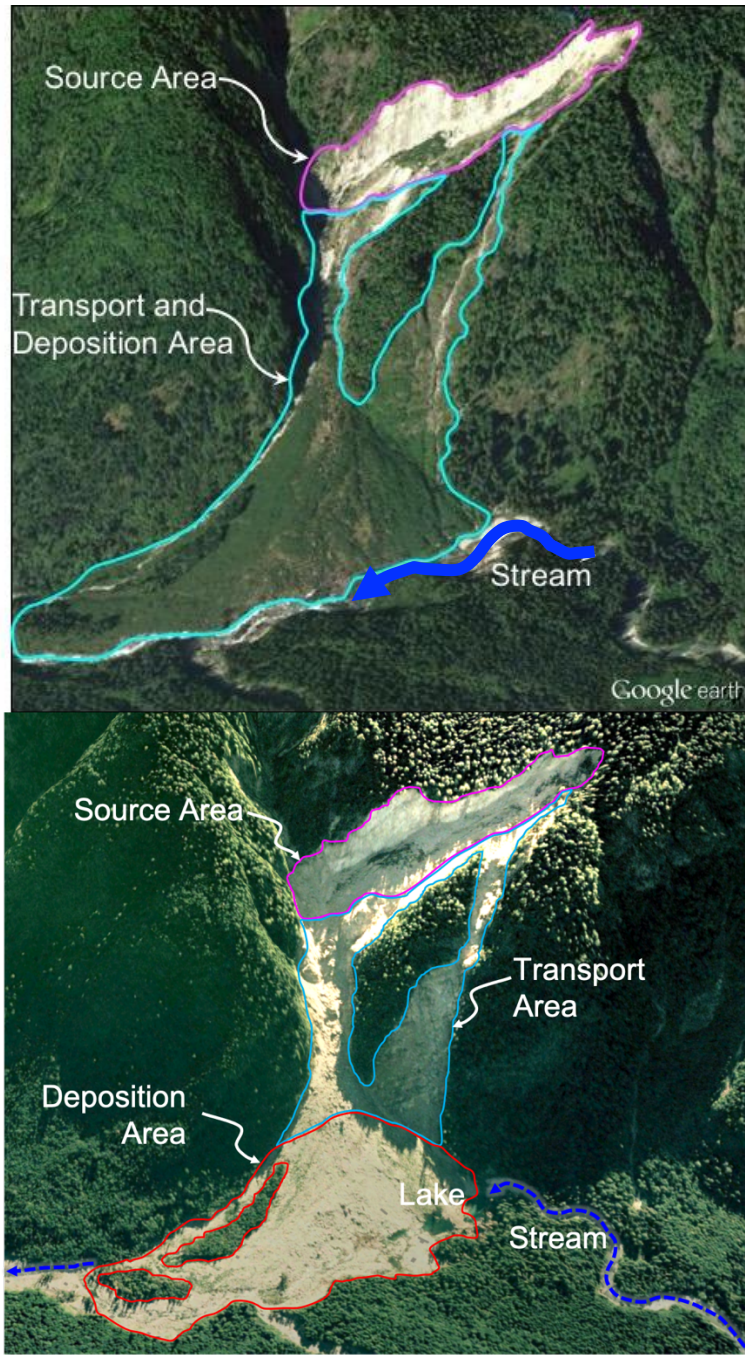 Source Area
Transport and
Deposition Area
Stream
Google earth
Source Area
Transport
Area
Deposition
Area
Lake
Stream